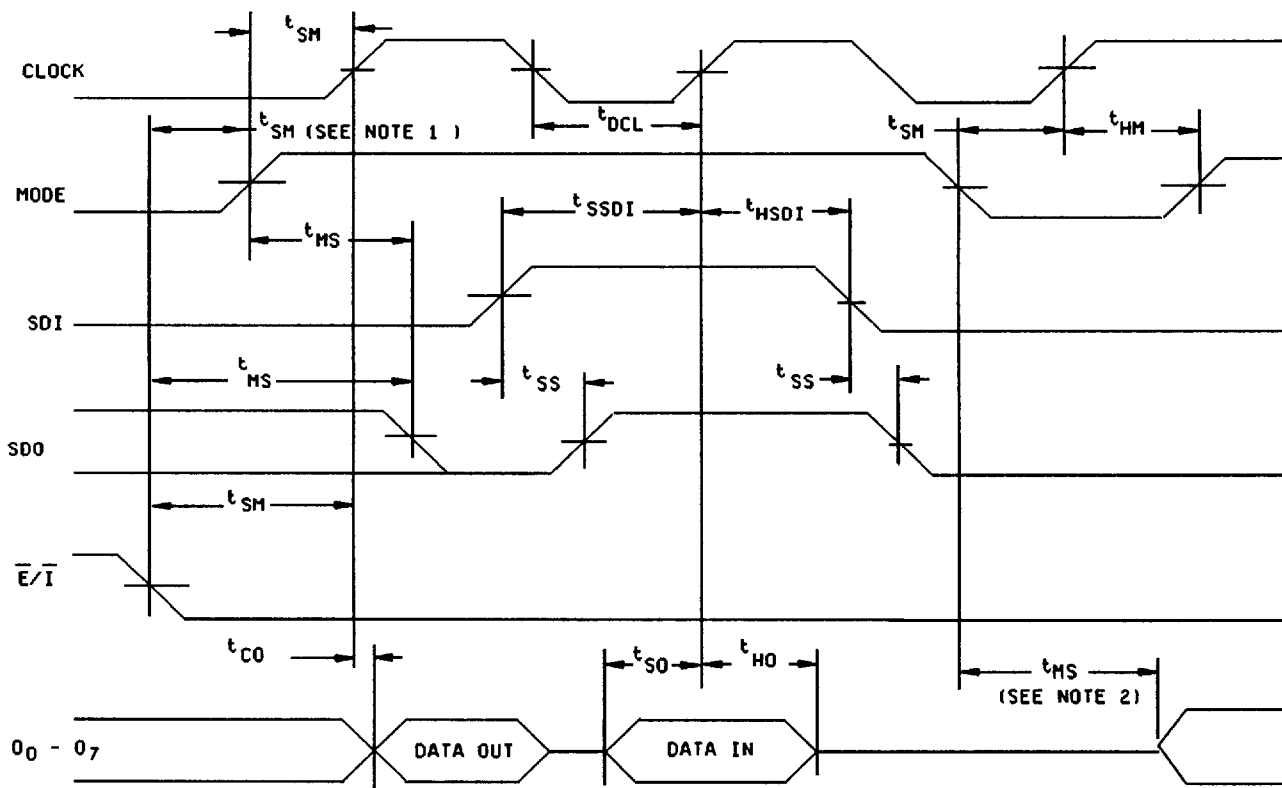 tSM
CLOCK
tSM (SEE NOTE 1 )
tDCL
tSM
tHM
MODE
tMS
tSSDI
tHSDI
SDI
tMS
tSS
tSS
SDO
tSM
E̅/I̅
tCO
tSO
tHO
tMS
(SEE NOTE 2)
O0 - O7
DATA OUT
DATA IN